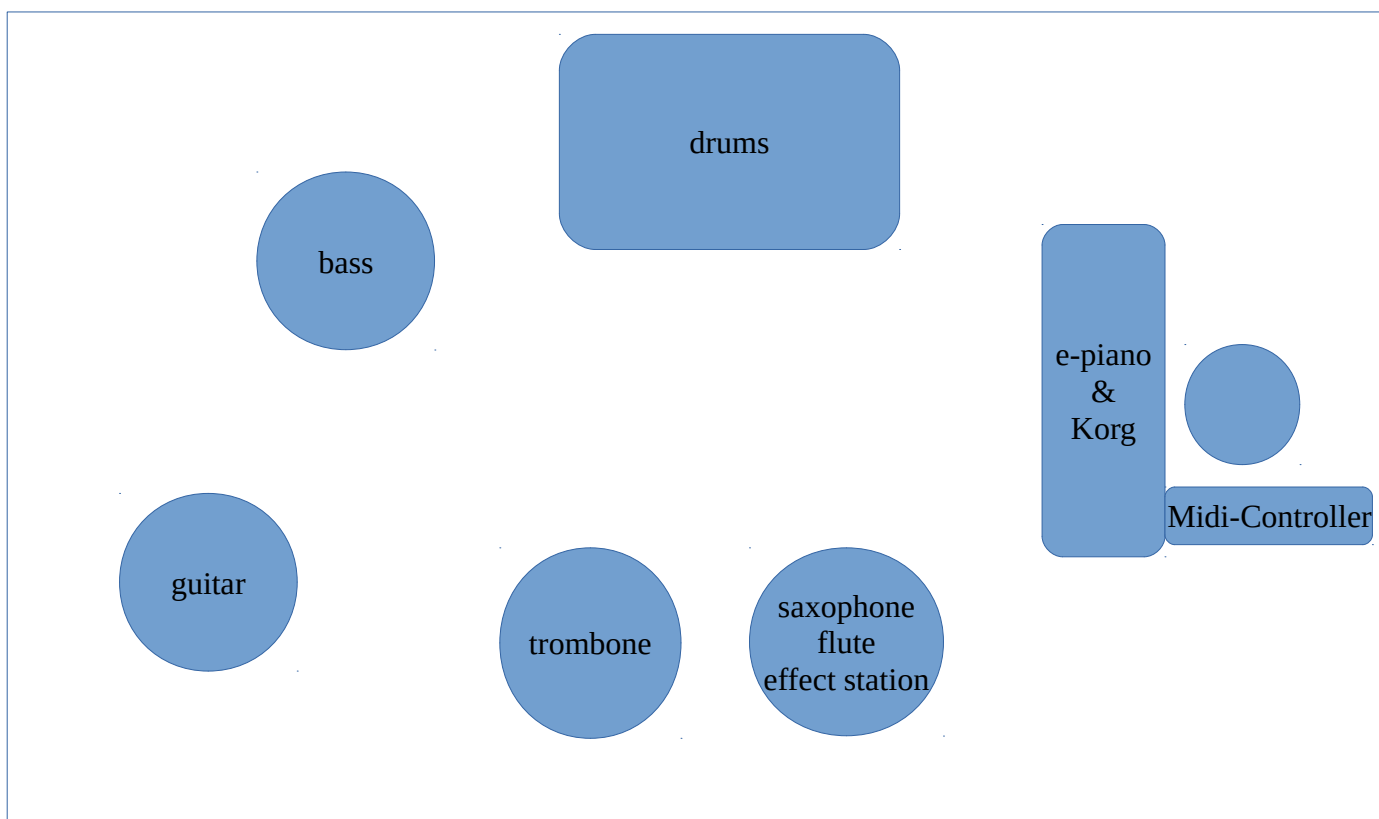 drums
bass
e-piano
&
Korg
Midi-Controller
guitar
trombone
saxophone
flute
effect station